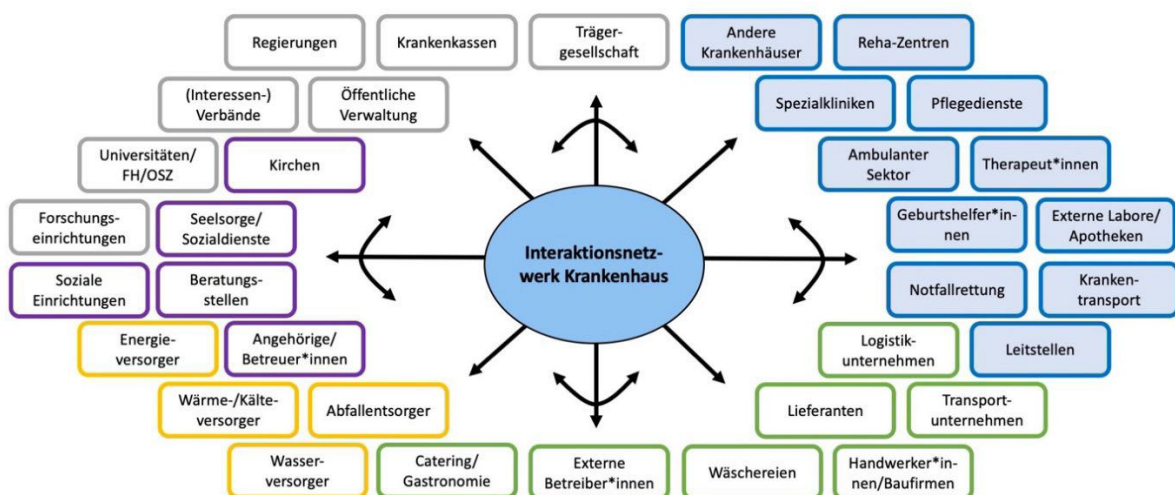 Regierungen
Krankenkassen
Träger-
gesellschaft
Andere
Krankenhäuser
Reha-Zentren
(Interessen-)
Verbände
Öffentliche
Verwaltung
Spezialkliniken
Pflegedienste
Universitäten/
FH/OSZ
Kirchen
Ambulanter
Sektor
Therapeut*innen
Forschungs-
einrichtungen
Seelsorge/
Sozialdienste
Interaktionsnetz-
werk Krankenhaus
Geburtshelfer*in-
nen
Externe Labore/
Apotheken
Soziale
Einrichtungen
Beratungs-
stellen
Notfallrettung
Kranken-
transport
Energie-
versorger
Angehörige/
Betreuer*innen
Logistik-
unternehmen
Leitstellen
Wärme-/Kälte-
versorger
Abfallentsorger
Lieferanten
Transport-
unternehmen
Wasser-
versorger
Catering/
Gastronomie
Externe
Betreiber*innen
Wäschereien
Handwerker*in-
nen/Baufirmen